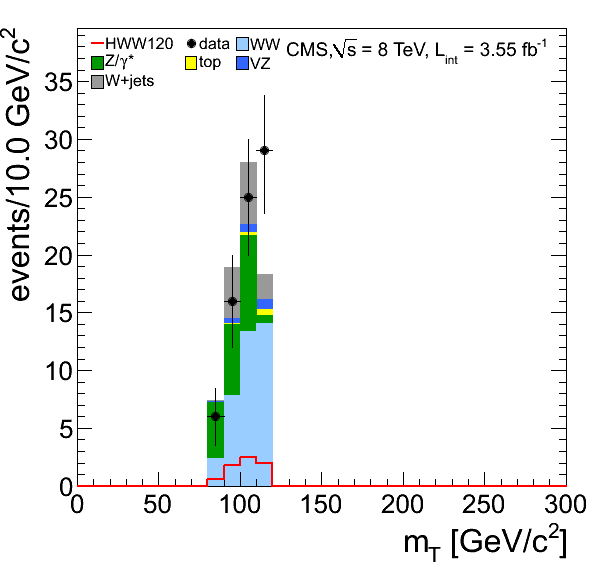 HWW120 data WW CMS,√s = 8 TeV, L_int = 3.55 fb⁻¹
Z/γ* top VZ
W+jets
events/10.0 GeV/c²
35
30
25
20
15
10
5
0
0 50 100 150 200 250 300
m_T [GeV/c²]